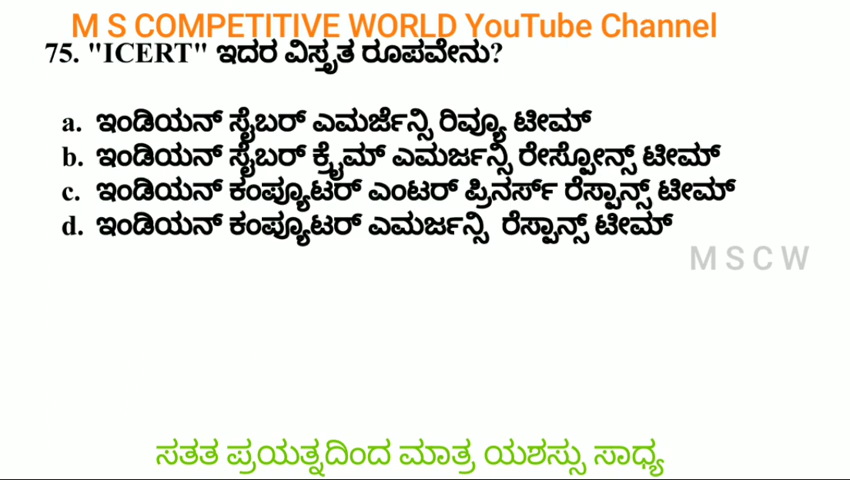 M S COMPETITIVE WORLD YouTube Channel
75. "ICERT" ಇದರ ವಿಸ್ತೃತ ರೂಪವೇನು?
a. ಇಂಡಿಯನ್ ಸೈಬರ್ ಎಮರ್ಜೆನ್ಸಿ ರಿವ್ಯೂ ಟೀಮ್
b. ಇಂಡಿಯನ್ ಸೈಬರ್ ಕ್ರೈಮ್ ಎಮರ್ಜನ್ಸಿ ರೇಸ್ಪೋನ್ಸ್ ಟೀಮ್
c. ಇಂಡಿಯನ್ ಕಂಪ್ಯೂಟರ್ ಎಂಟರ್ ಪ್ರಿನರ್ಸ್ ರೆಸ್ಪಾನ್ಸ್ ಟೀಮ್
d. ಇಂಡಿಯನ್ ಕಂಪ್ಯೂಟರ್ ಎಮರ್ಜನ್ಸಿ ರೆಸ್ಪಾನ್ಸ್ ಟೀಮ್
M S C W
ಸತತ ಪ್ರಯತ್ನದಿಂದ ಮಾತ್ರ ಯಶಸ್ಸು ಸಾಧ್ಯ